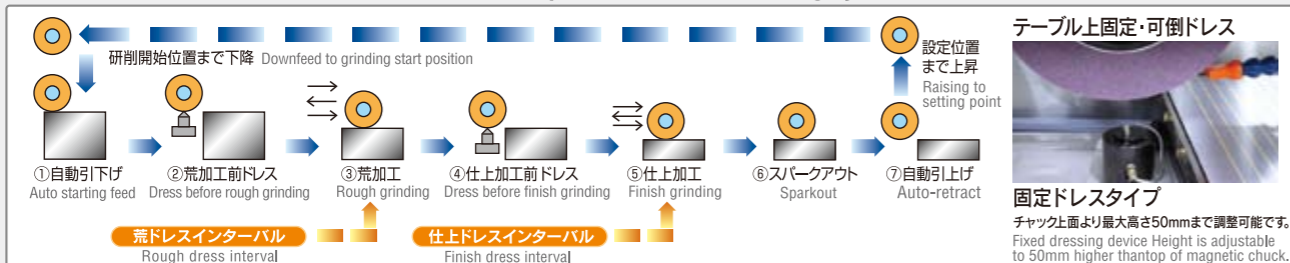 研削開始位置まで下降 Downfeed to grinding start position
設定位置
まで上昇
Raising to
setting point
①自動引下げ
Auto starting feed
②荒加工前ドレス
Dress before rough grinding
③荒加工
Rough grinding
④仕上加工前ドレス
Dress before finish grinding
⑤仕上加工
Finish grinding
⑥スパークアウト
Sparkout
⑦自動引上げ
Auto-retract
荒ドレスインターバル
Rough dress interval
仕上ドレスインターバル
Finish dress interval
テーブル上固定・可倒ドレス
固定ドレスタイプ
チャック上面より最大高さ50mmまで調整可能です。
Fixed dressing device Height is adjustable
to 50mm higher thantop of magnetic chuck.